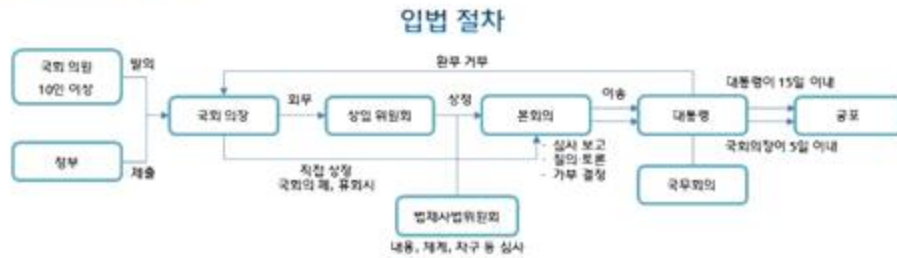 입법 절차
국회 의원
10인 이상
발의
정부
제출
국회 의장
회부
상임 위원회
상정
본회의
이송
대통령
대통령이 15일 이내
공포
국회의장이 5일 이내
환부 거부
직접 상정
국회의 폐, 휴회시
- 심사 보고
- 질의·토론
- 가부 결정
국무회의
법제사법위원회
내용, 체계, 자구 등 심사